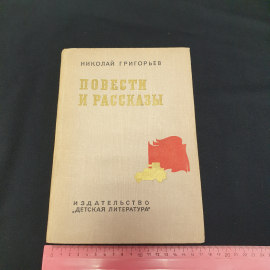 НИКОЛАЙ ГРИГОРЬЕВ
ПОВЕСТИ
И РАССКАЗЫ
ИЗДАТЕЛЬСТВО
„ДЕТСКАЯ ЛИТЕРАТУРА“